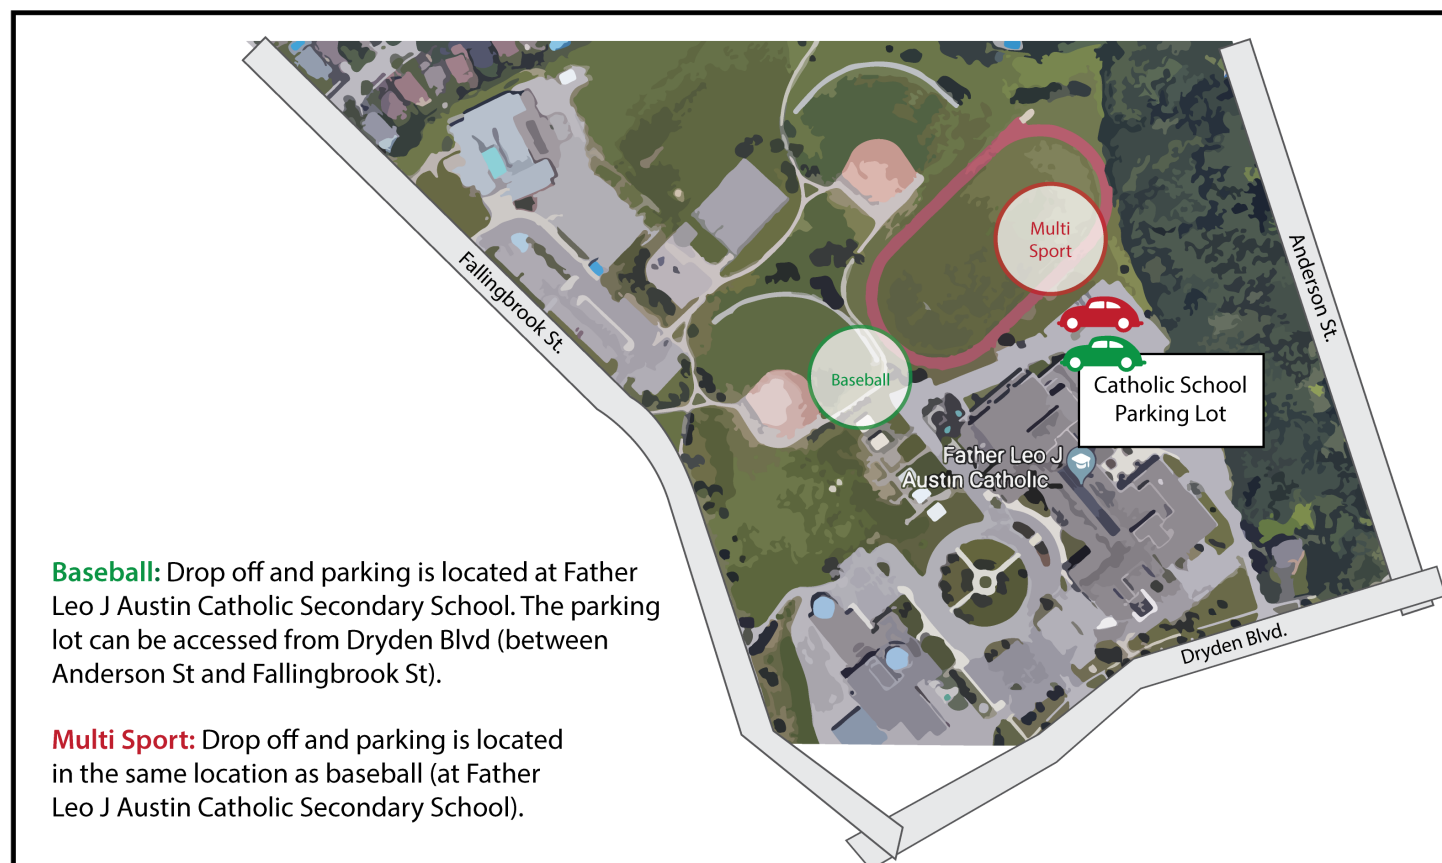 Multi
Sport
Anderson St.
Fallingbrook St.
Baseball
Catholic School
Parking Lot
Father Leo J
Austin Catholic
Dryden Blvd.
Baseball: Drop off and parking is located at Father
Leo J Austin Catholic Secondary School. The parking
lot can be accessed from Dryden Blvd (between
Anderson St and Fallingbrook St).
Multi Sport: Drop off and parking is located
in the same location as baseball (at Father
Leo J Austin Catholic Secondary School).